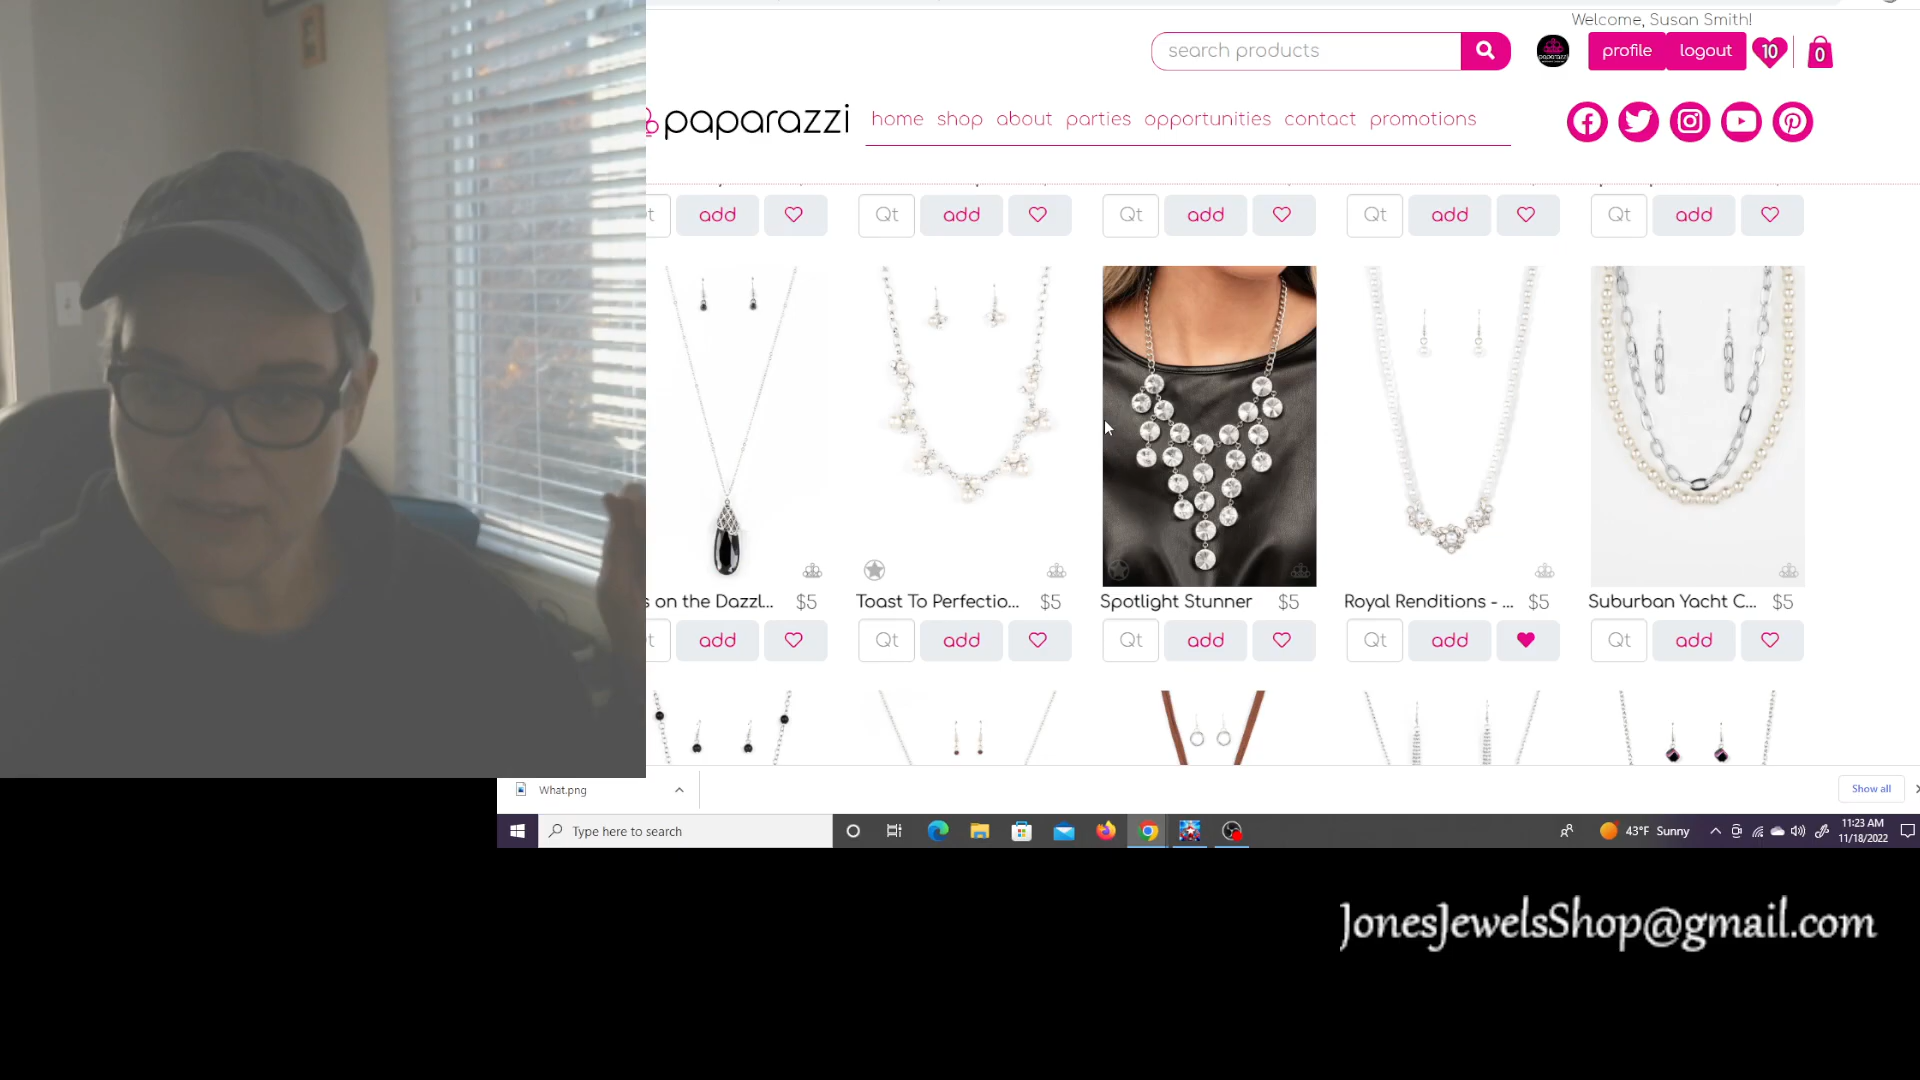 Welcome, Susan Smith!
search products
profile
logout
10
0
paparazzi
home shop about parties opportunities contact promotions
add
Qt add
Qt add
Qt add
Qt add
s on the Dazzl... $5
Toast To Perfectio... $5
Spotlight Stunner $5
Royal Renditions - ... $5
Suburban Yacht C... $5
add
Qt add
Qt add
Qt add
Qt add
What.png
Show all
Type here to search
43°F Sunny
11:23 AM
11/18/2022
JonesJewelsShop@gmail.com